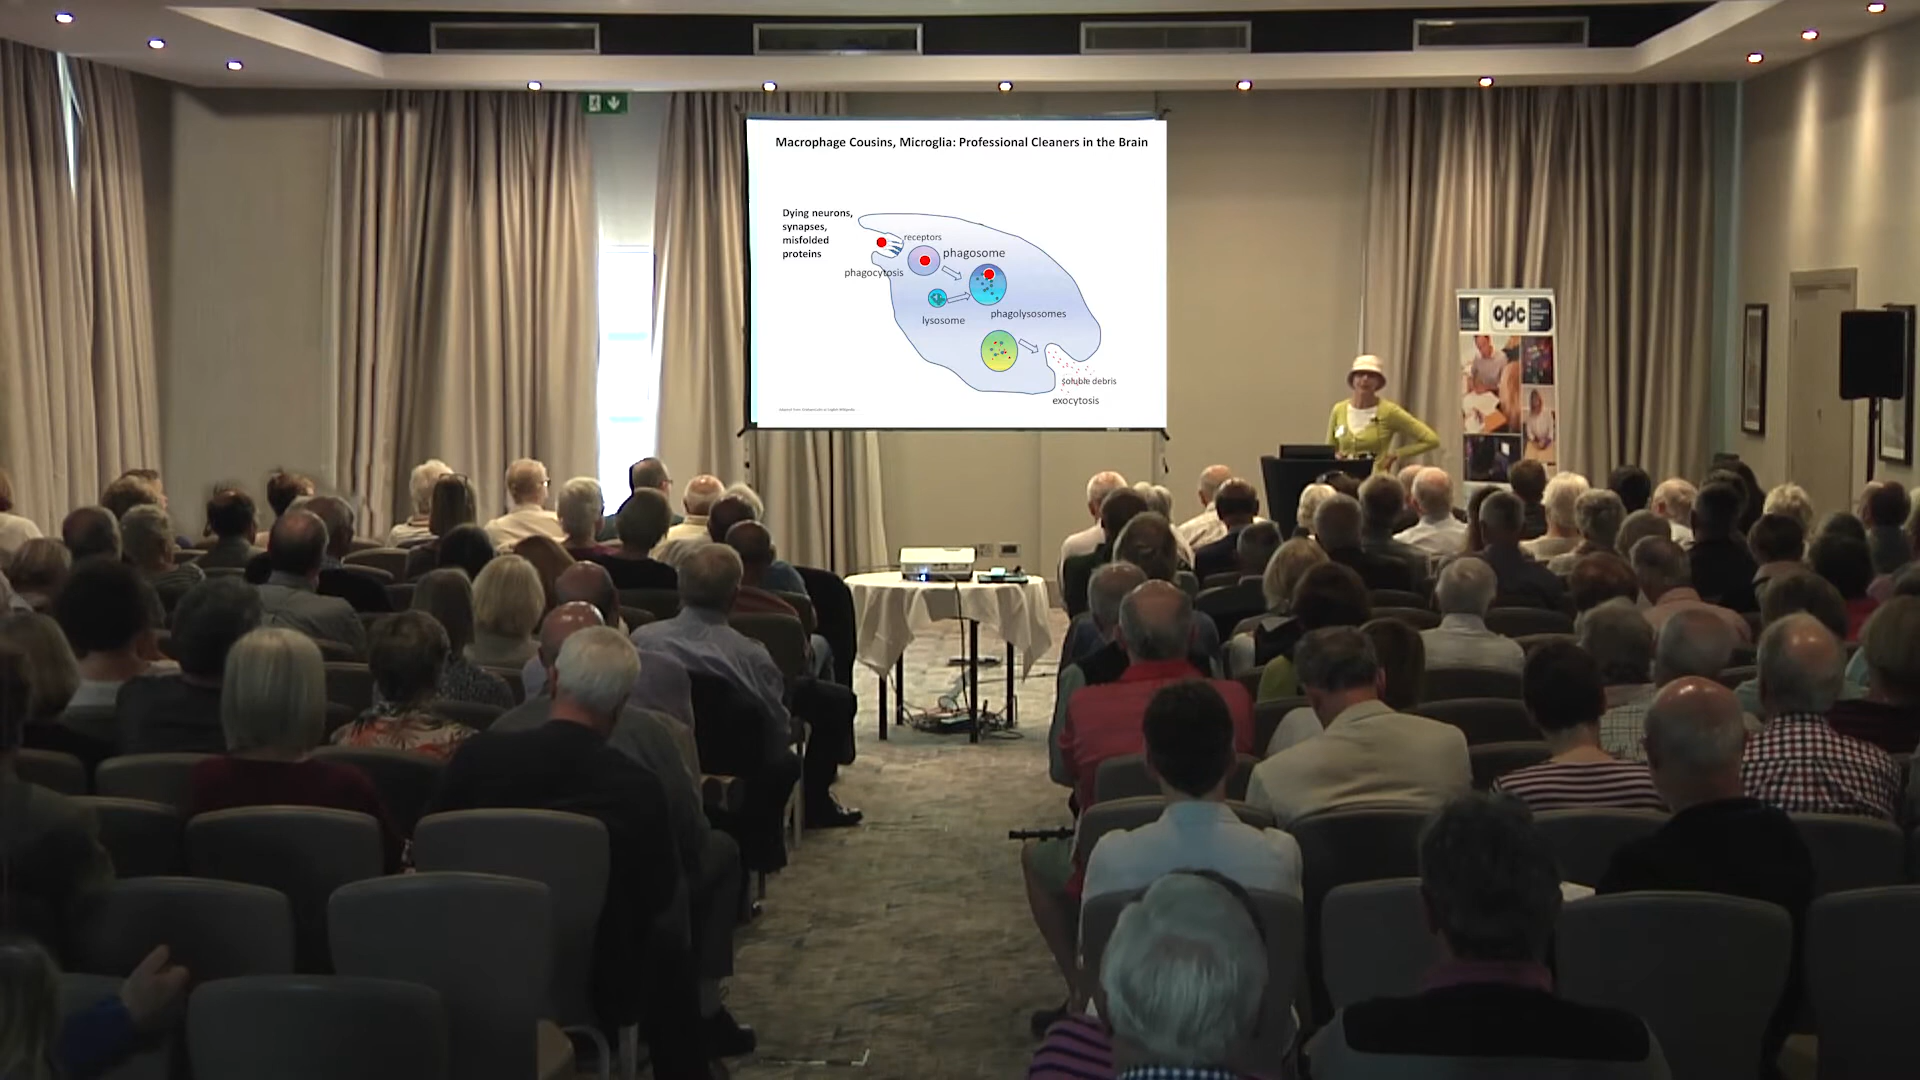 Macrophage Cousins, Microglia: Professional Cleaners in the Brain
Dying neurons,
synapses,
misfolded
proteins
receptors
phagosome
phagocytosis
lysosome
phagolysosomes
soluble debris
exocytosis
opic